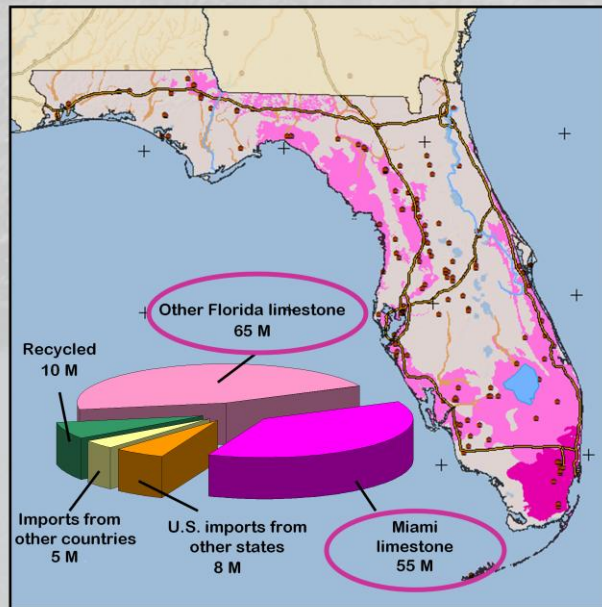 Other Florida limestone
65 M
Recycled
10 M
Imports from
other countries
5 M
U.S. imports from
other states
8 M
Miami
limestone
55 M